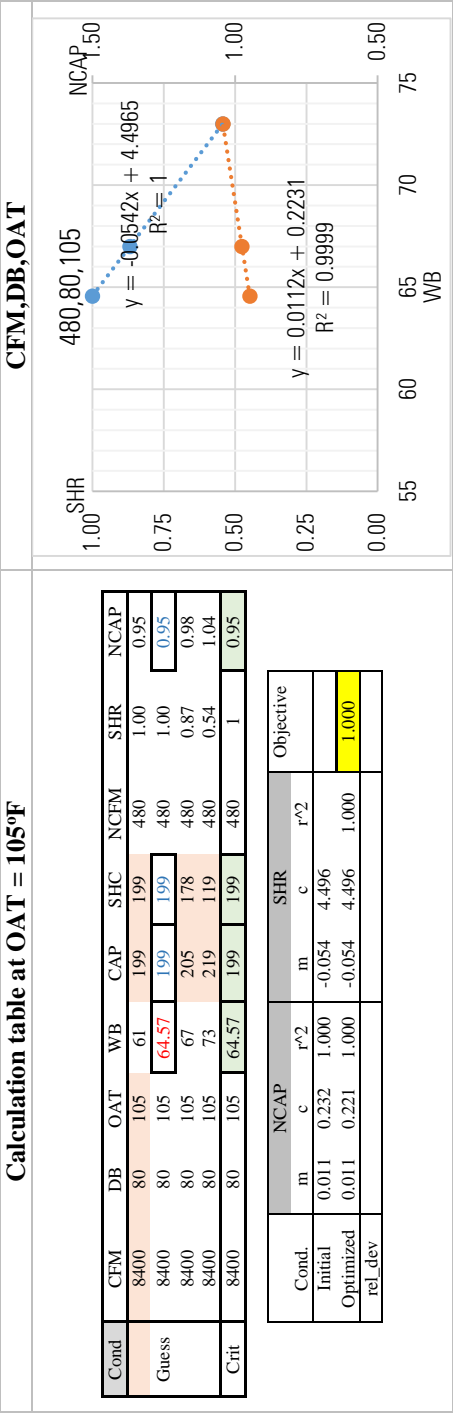 Calculation table at OAT = 105ºF
Cond CFM DB OAT WB CAP SHC NCFM SHR NCAP
8400 80 105 61 199 199 480 1.00 0.95
Guess 8400 80 105 64.57 199 199 480 1.00 0.95
8400 80 105 67 205 178 480 0.87 0.98
8400 80 105 73 219 119 480 0.54 1.04
Crit 8400 80 105 64.57 199 199 480 1 0.95
NCAP SHR Objective
Cond. m c r^2 m c r^2
Initial 0.011 0.232 1.000 -0.054 4.496
Optimized 0.011 0.221 1.000 -0.054 4.496 1.000 1.000
rel_dev
CFM,DB,OAT
480,80,105
SHR
NCAP
1.00
0.75
0.50
0.25
0.00
1.50
1.00
0.50
y = -0.0542x + 4.4965
R² = 1
y = 0.0112x + 0.2231
R² = 0.9999
55 60 65 70 75
WB